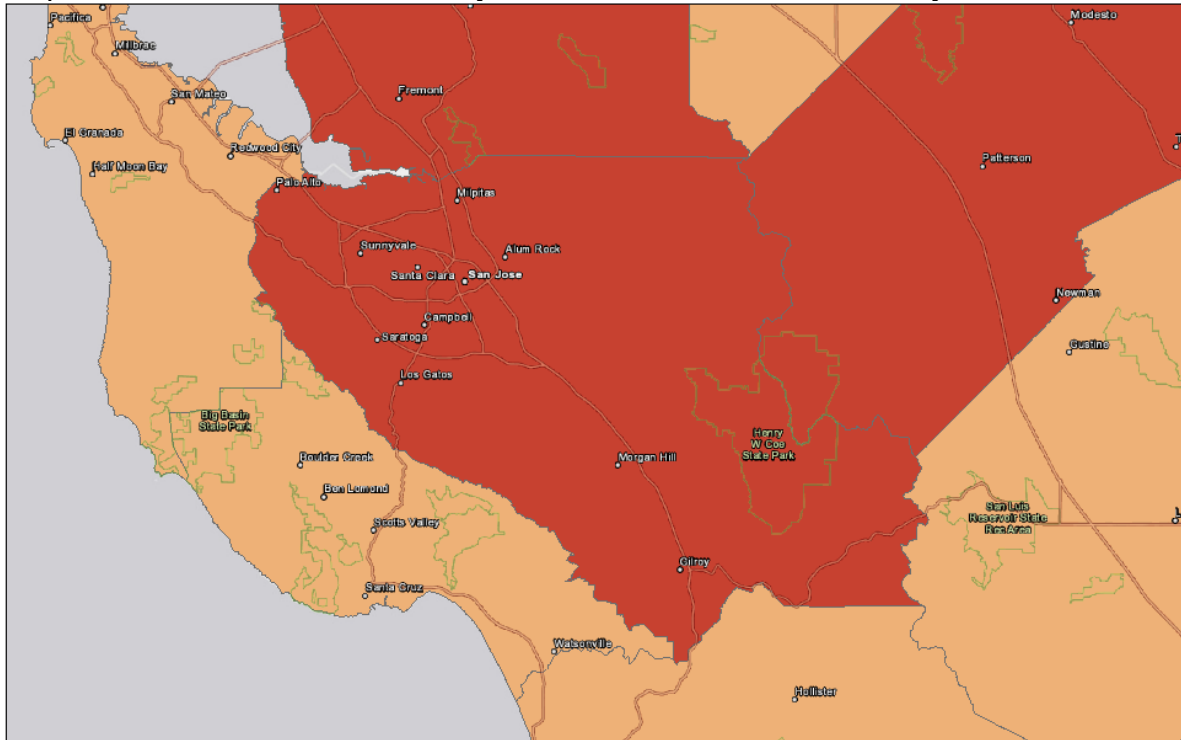 Pacifica
Modesto
Millbrae
San Mateo
Fremont
El Granada
Redwood City
Half Moon Bay
Patterson
Palo Alto
Milpitas
Sunnyvale
Alum Rock
Santa Clara
San Jose
Newman
Campbell
Saratoga
Gustine
Los Gatos
Big Basin
State Park
Henry
W Coe
State Park
Boulder Creek
Morgan Hill
Ben Lomond
San Luis
Reservoir State
Rec Area
Scotts Valley
Gilroy
Santa Cruz
Watsonville
Hollister